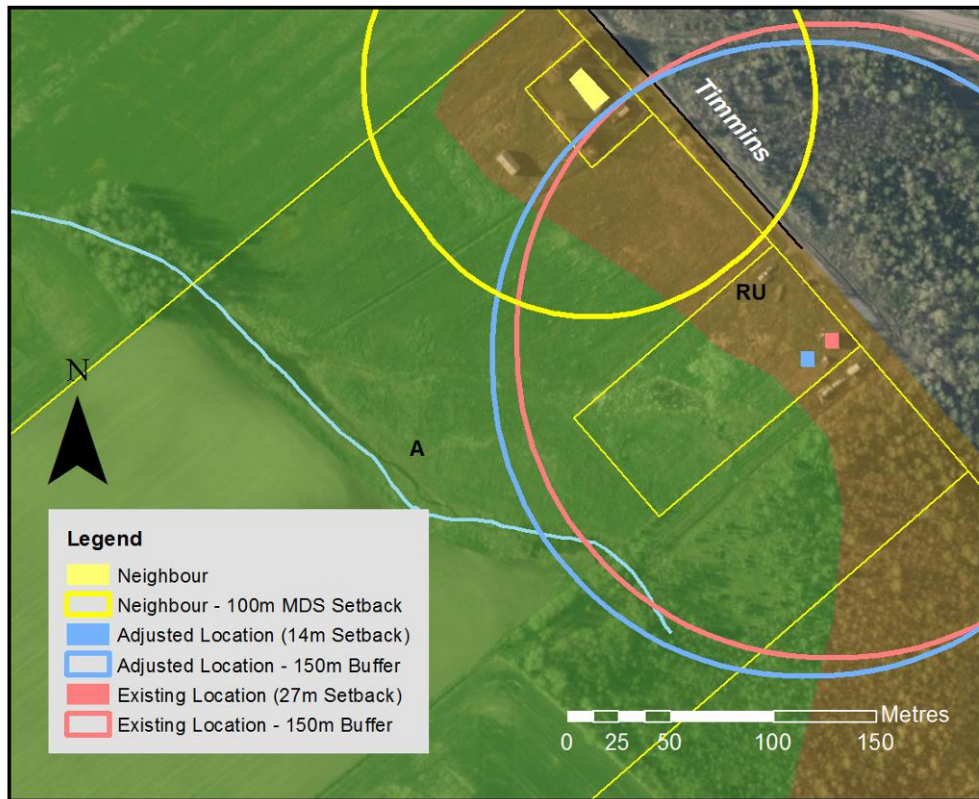 Timmins
RU
N
A
Legend
Neighbour
Neighbour - 100m MDS Setback
Adjusted Location (14m Setback)
Adjusted Location - 150m Buffer
Existing Location (27m Setback)
Existing Location - 150m Buffer
Metres
0 25 50 100 150